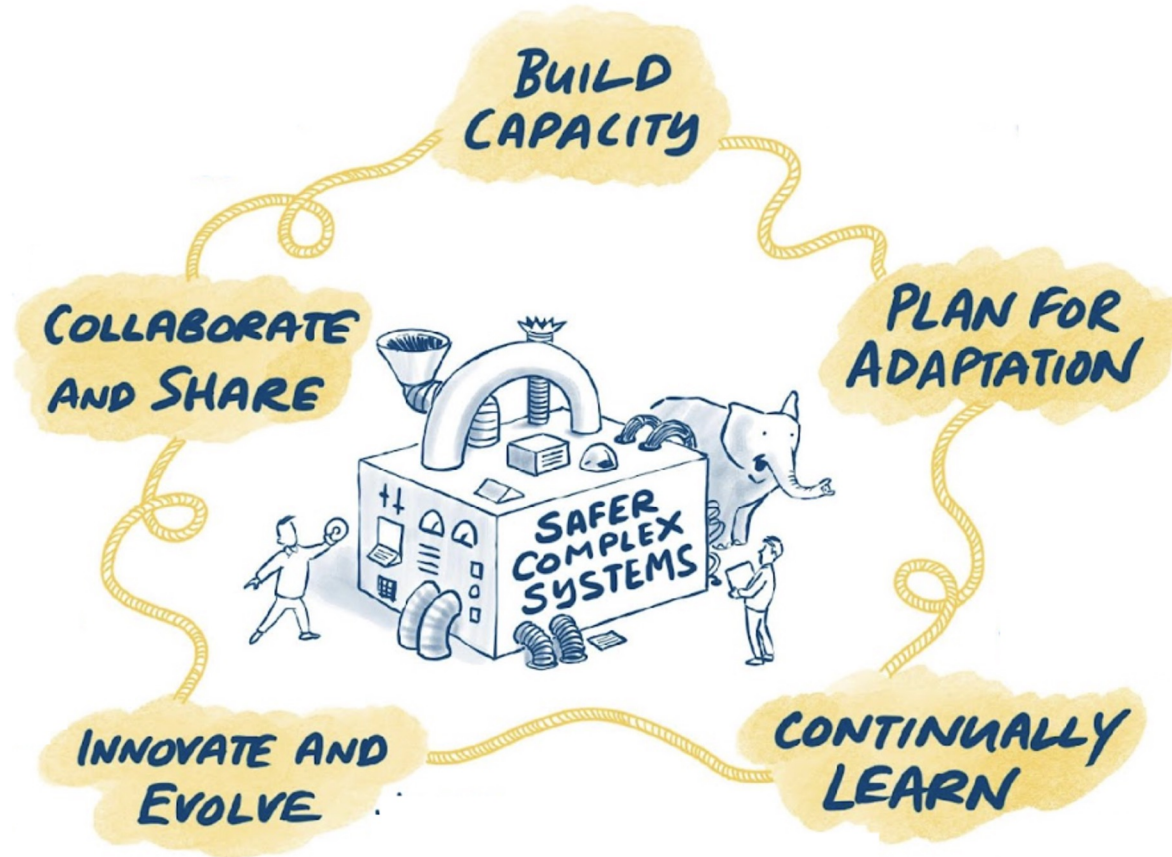 BUILD
CAPACITY
COLLABORATE
AND SHARE
PLAN FOR
ADAPTATION
SAFER
COMPLEX
SYSTEMS
INNOVATE AND
EVOLVE
CONTINUALLY
LEARN